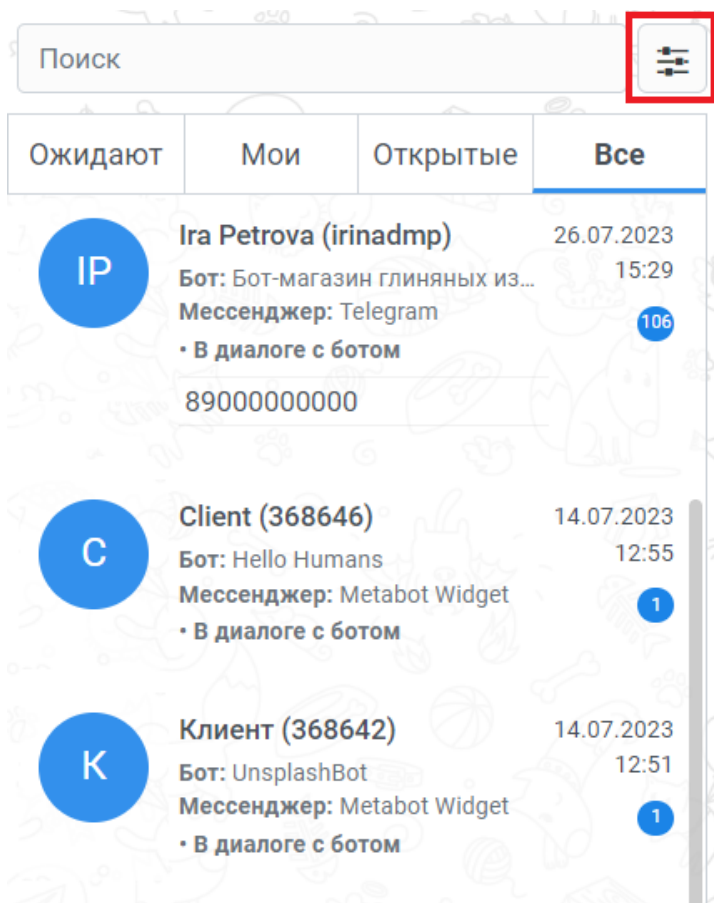 Поиск
Ожидают Мои Открытые Все
IP Ira Petrova (irinadmp) 26.07.2023
Бот: Бот-магазин глиняных из... 15:29
Мессенджер: Telegram 106
• В диалоге с ботом
89000000000
C Client (368646) 14.07.2023
Бот: Hello Humans 12:55
Мессенджер: Metabot Widget 1
• В диалоге с ботом
К Клиент (368642) 14.07.2023
Бот: UnsplashBot 12:51
Мессенджер: Metabot Widget 1
• В диалоге с ботом